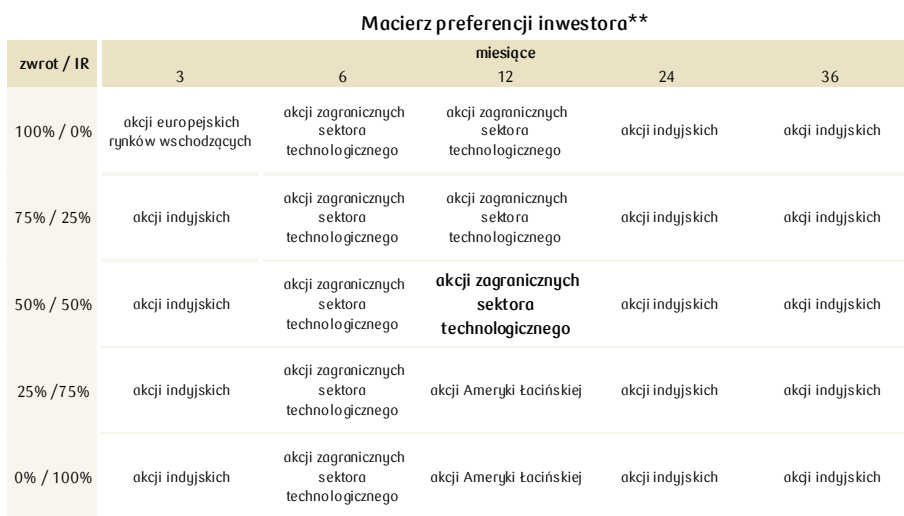 Macierz preferencji inwestora**
zwrot / IR
miesiące
3 6 12 24 36
100% / 0%
akcji europejskich
rynków wschodzących
akcji zagranicznych
sektora
technologicznego
akcji zagranicznych
sektora
technologicznego
akcji indyjskich
akcji indyjskich
75% / 25%
akcji indyjskich
akcji zagranicznych
sektora
technologicznego
akcji zagranicznych
sektora
technologicznego
akcji indyjskich
akcji indyjskich
50% / 50%
akcji indyjskich
akcji zagranicznych
sektora
technologicznego
akcji zagranicznych
sektora
technologicznego
akcji indyjskich
akcji indyjskich
25% /75%
akcji indyjskich
akcji zagranicznych
sektora
technologicznego
akcji Ameryki Łacińskiej
akcji indyjskich
akcji indyjskich
0% / 100%
akcji indyjskich
akcji zagranicznych
sektora
technologicznego
akcji Ameryki Łacińskiej
akcji indyjskich
akcji indyjskich